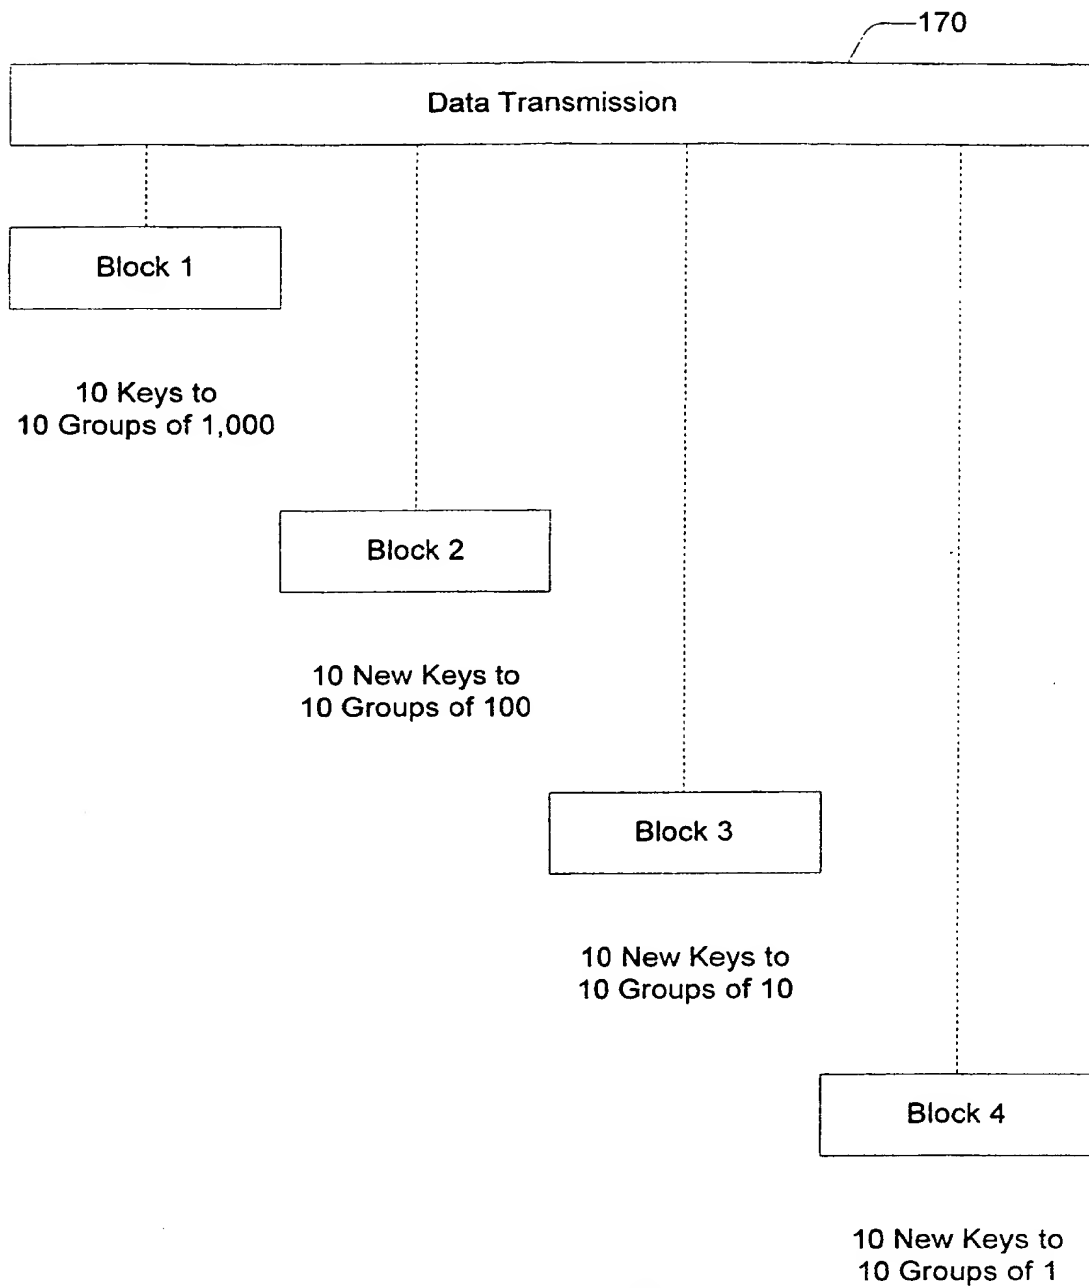 170
Data Transmission
Block 1
10 Keys to
10 Groups of 1,000
Block 2
10 New Keys to
10 Groups of 100
Block 3
10 New Keys to
10 Groups of 10
Block 4
10 New Keys to
10 Groups of 1